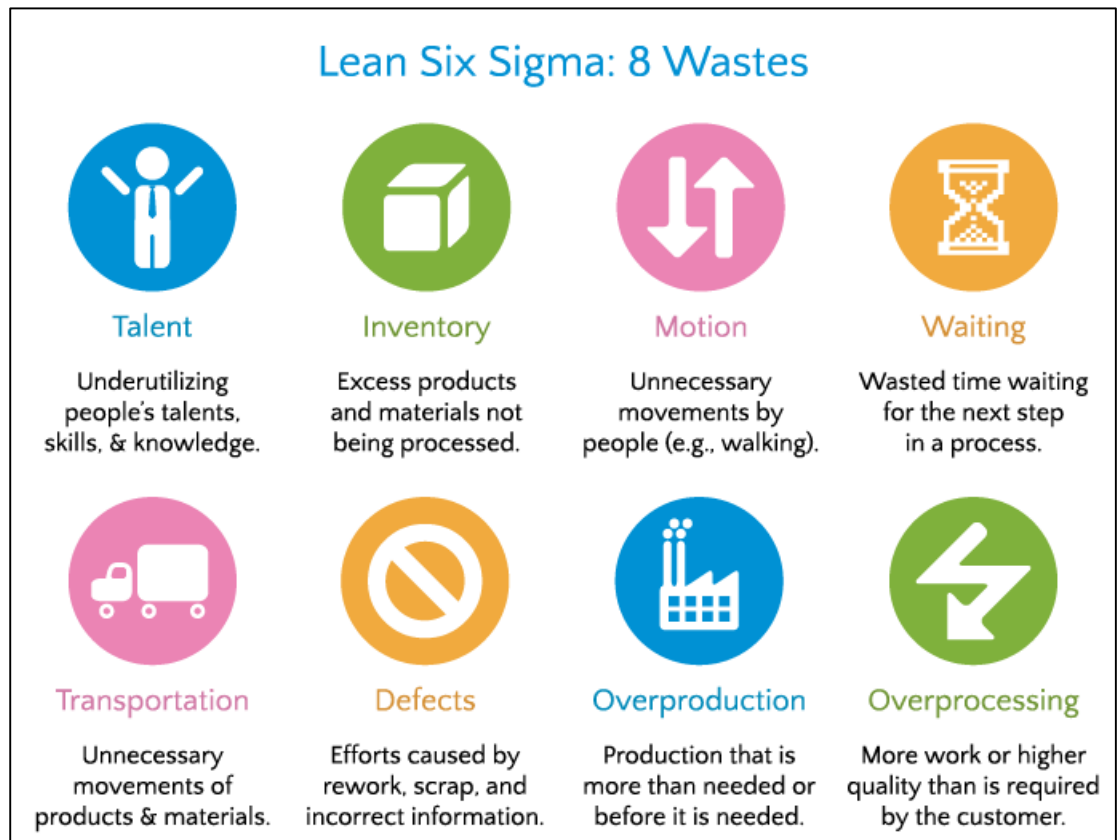 Lean Six Sigma: 8 Wastes
Talent
Underutilizing
people's talents,
skills, & knowledge.
Inventory
Excess products
and materials not
being processed.
Motion
Unnecessary
movements by
people (e.g., walking).
Waiting
Wasted time waiting
for the next step
in a process.
Transportation
Unnecessary
movements of
products & materials.
Defects
Efforts caused by
rework, scrap, and
incorrect information.
Overproduction
Production that is
more than needed or
before it is needed.
Overprocessing
More work or higher
quality than is required
by the customer.